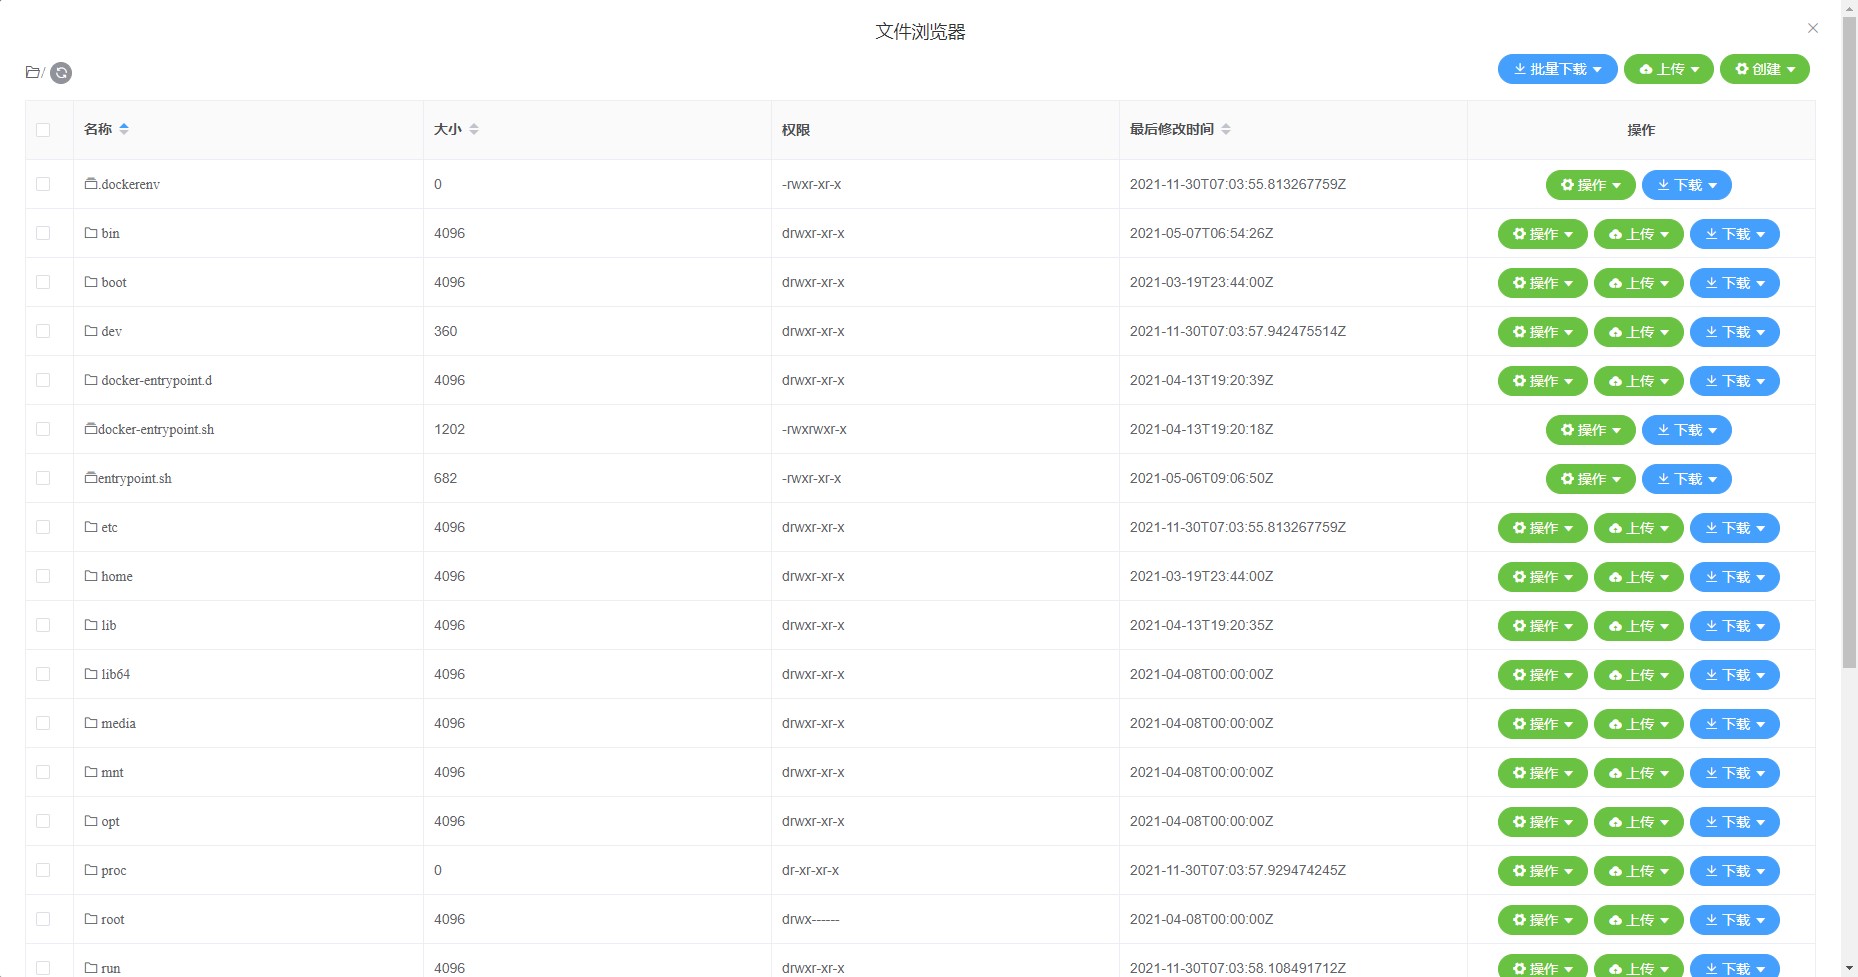 文件浏览器
/
批量下载 上传 创建
名称 大小 权限 最后修改时间 操作
.dockerenv 0 -rwxr-xr-x 2021-11-30T07:03:55.813267759Z 操作 下载
bin 4096 drwxr-xr-x 2021-05-07T06:54:26Z 操作 上传 下载
boot 4096 drwxr-xr-x 2021-03-19T23:44:00Z 操作 上传 下载
dev 360 drwxr-xr-x 2021-11-30T07:03:57.942475514Z 操作 上传 下载
docker-entrypoint.d 4096 drwxr-xr-x 2021-04-13T19:20:39Z 操作 上传 下载
docker-entrypoint.sh 1202 -rwxrwxr-x 2021-04-13T19:20:18Z 操作 下载
entrypoint.sh 682 -rwxr-xr-x 2021-05-06T09:06:50Z 操作 下载
etc 4096 drwxr-xr-x 2021-11-30T07:03:55.813267759Z 操作 上传 下载
home 4096 drwxr-xr-x 2021-03-19T23:44:00Z 操作 上传 下载
lib 4096 drwxr-xr-x 2021-04-13T19:20:35Z 操作 上传 下载
lib64 4096 drwxr-xr-x 2021-04-08T00:00:00Z 操作 上传 下载
media 4096 drwxr-xr-x 2021-04-08T00:00:00Z 操作 上传 下载
mnt 4096 drwxr-xr-x 2021-04-08T00:00:00Z 操作 上传 下载
opt 4096 drwxr-xr-x 2021-04-08T00:00:00Z 操作 上传 下载
proc 0 dr-xr-xr-x 2021-11-30T07:03:57.929474245Z 操作 上传 下载
root 4096 drwx------ 2021-04-08T00:00:00Z 操作 上传 下载
run 4096 drwxr-xr-x 2021-11-30T07:03:58.108491712Z 操作 上传 下载